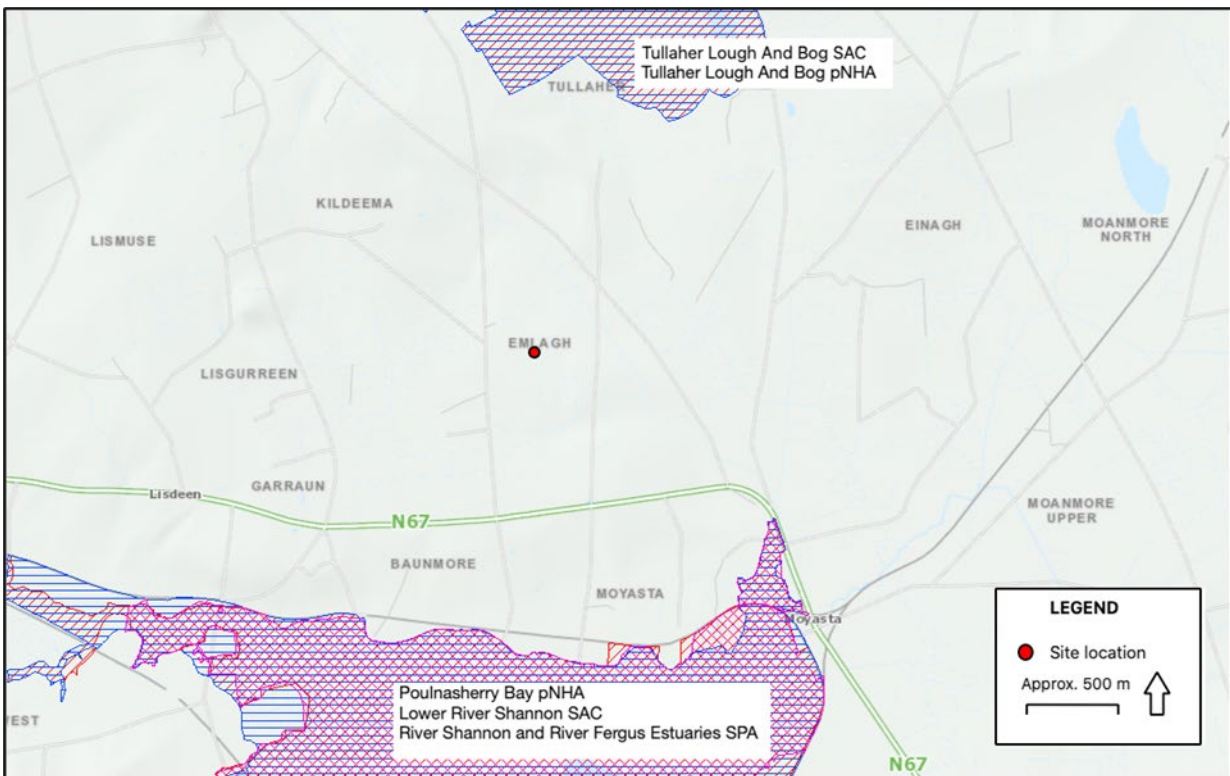 Tullaher Lough And Bog SAC
Tullaher Lough And Bog pNHA
KILDEEMA
LISMUSE
EINAGH
MOANMORE
NORTH
EMLAGH
LISGURREEN
Lisdeen
GARRAUN
N67
MOANMORE
UPPER
BAUNMORE
MOYASTA
Poulnasherry Bay pNHA
Lower River Shannon SAC
River Shannon and River Fergus Estuaries SPA
N67
LEGEND
Site location
Approx. 500 m